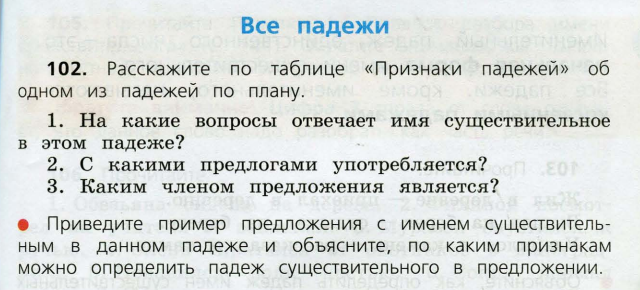 Все падежи
102. Расскажите по таблице «Признаки падежей» об
одном из падежей по плану.
1. На какие вопросы отвечает имя существительное
в этом падеже?
2. С какими предлогами употребляется?
3. Каким членом предложения является?
Приведите пример предложения с именем существитель-
ным в данном падеже и объясните, по каким признакам
можно определить падеж существительного в предложении.